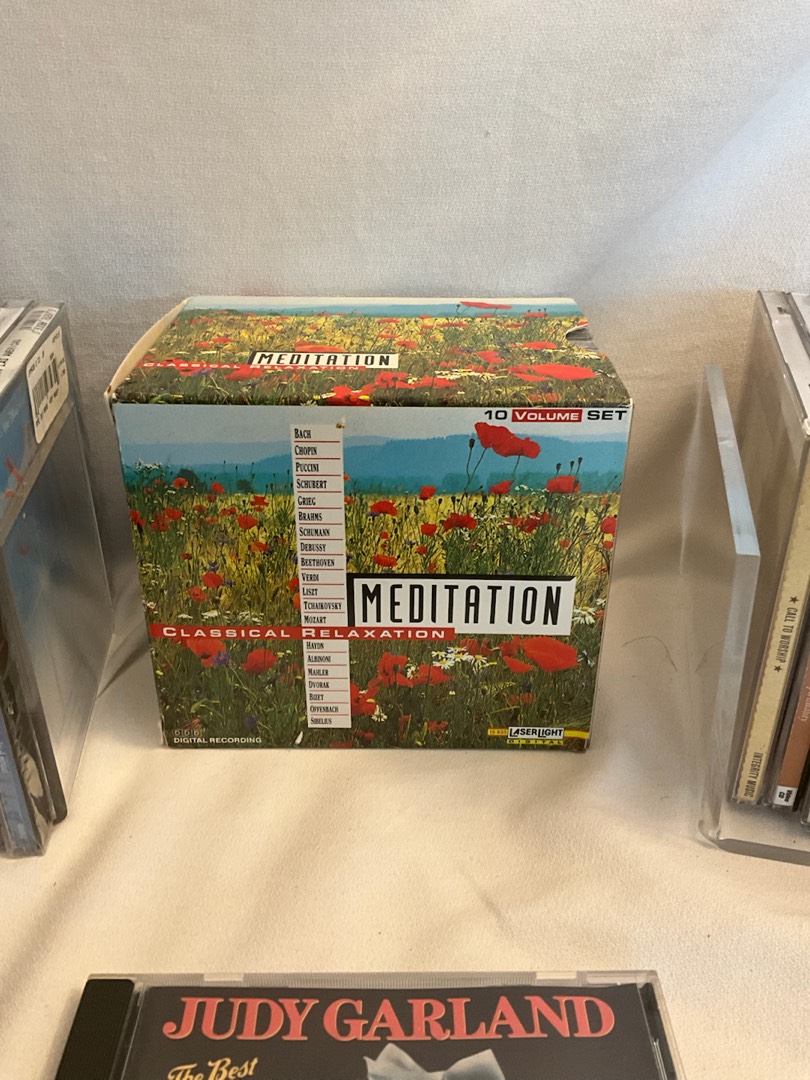 MEDITATION
CLASSICAL RELAXATION
10 VOLUME SET
BACH
CHOPIN
PUCCINI
SCHUBERT
GRIEG
BRAHMS
SCHUMANN
DEBUSSY
BEETHOVEN
VERDI
LISZT
TCHAIKOVSKY
MOZART
MEDITATION
CLASSICAL RELAXATION
HAYDN
ALBINONI
MAHLER
DVORAK
BIZET
OFFENBACH
SIBELIUS
DDD
DIGITAL RECORDING
LASERLIGHT
DIGITAL
★ CALL TO WORSHIP ★
INTEGRITY MUSIC
JUDY GARLAND
The Best